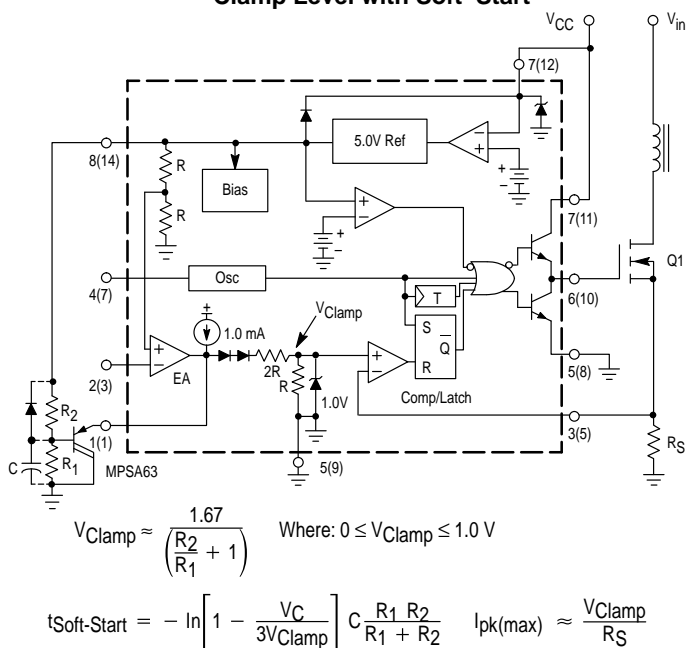 Clamp Level with Soft-Start
VCC
Vin
7(12)
5.0V Ref
−
+
+
−
8(14)
R
Bias
R
+
−
+
−
7(11)
Q1
Osc
4(7)
T
6(10)
VClamp
+
1.0 mA
S
Q
R
+
−
EA
2R
R
1.0V
+
−
Comp/Latch
5(8)
2(3)
R2
1(1)
3(5)
C
R1
MPSA63
5(9)
RS
VClamp ≈ 1.67 / (R2/R1 + 1) Where: 0 ≤ VClamp ≤ 1.0 V
tSoft-Start = − ln[1 − VC/3VClamp] C R1 R2/R1 + R2 Ipk(max) ≈ VClamp/RS